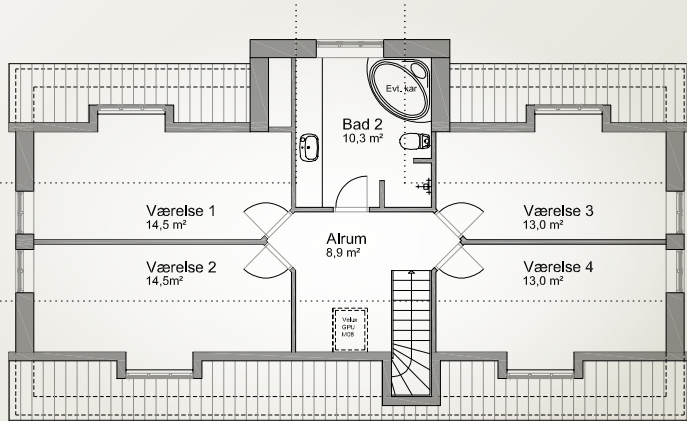 Evt. kar
Bad 2
10,3 m²
Værelse 1
14,5 m²
Værelse 3
13,0 m²
Alrum
8,9 m²
Værelse 2
14,5m²
Værelse 4
13,0 m²
Velux
GPU
M08